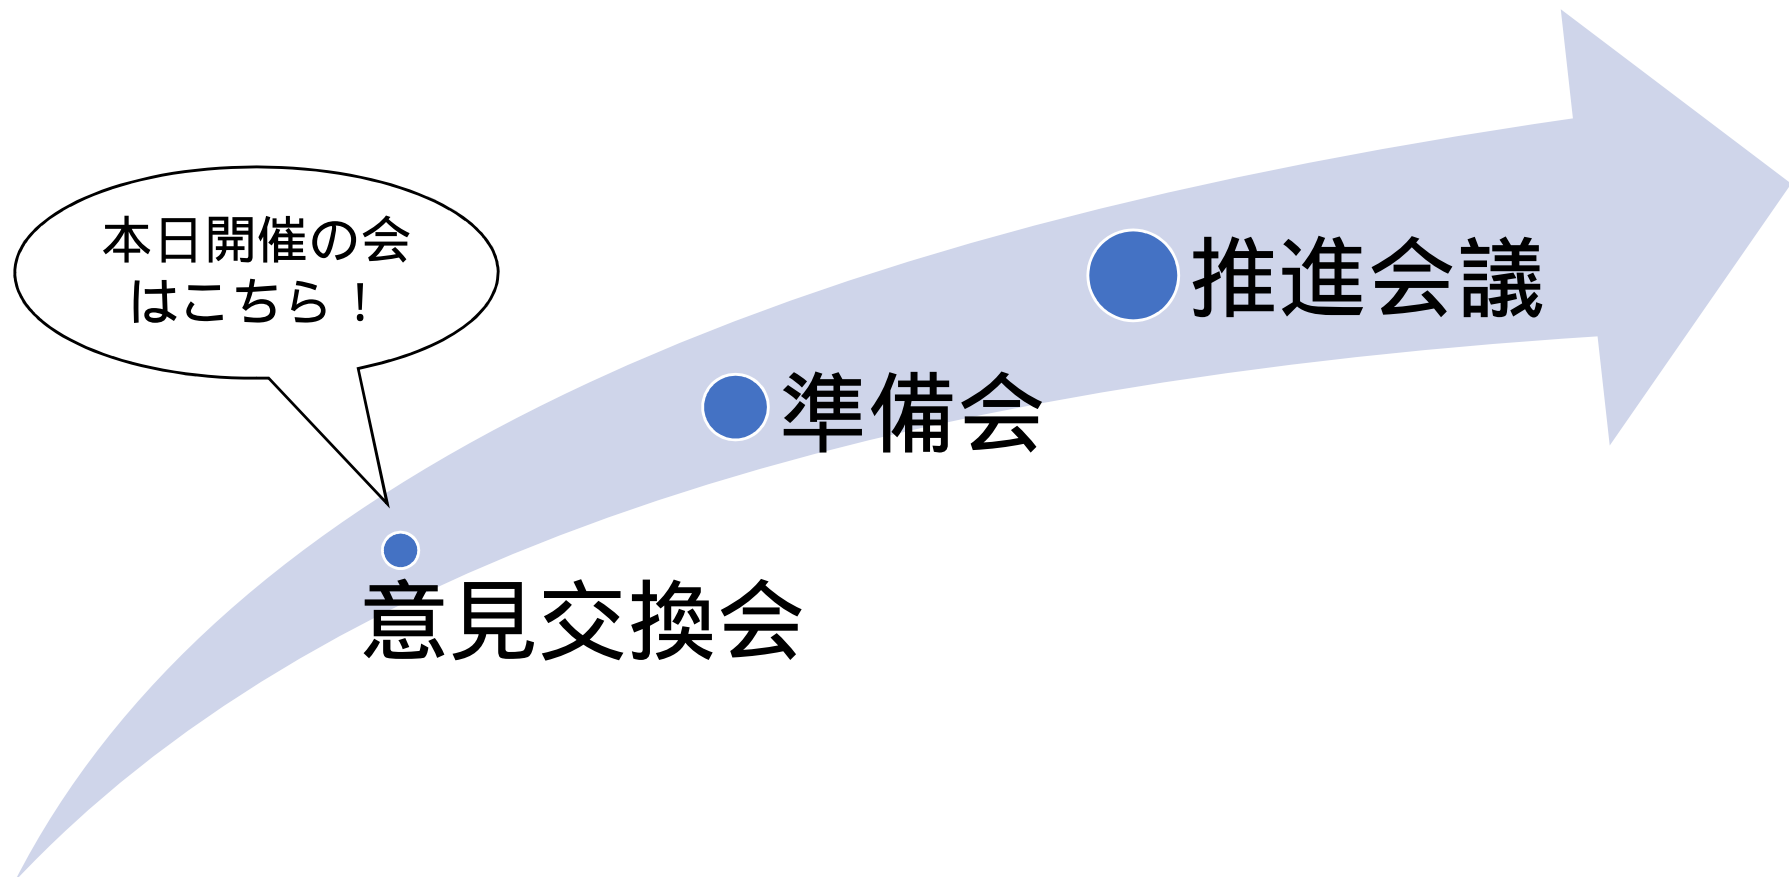 本日開催の会
はこちら！
推進会議
準備会
意見交換会